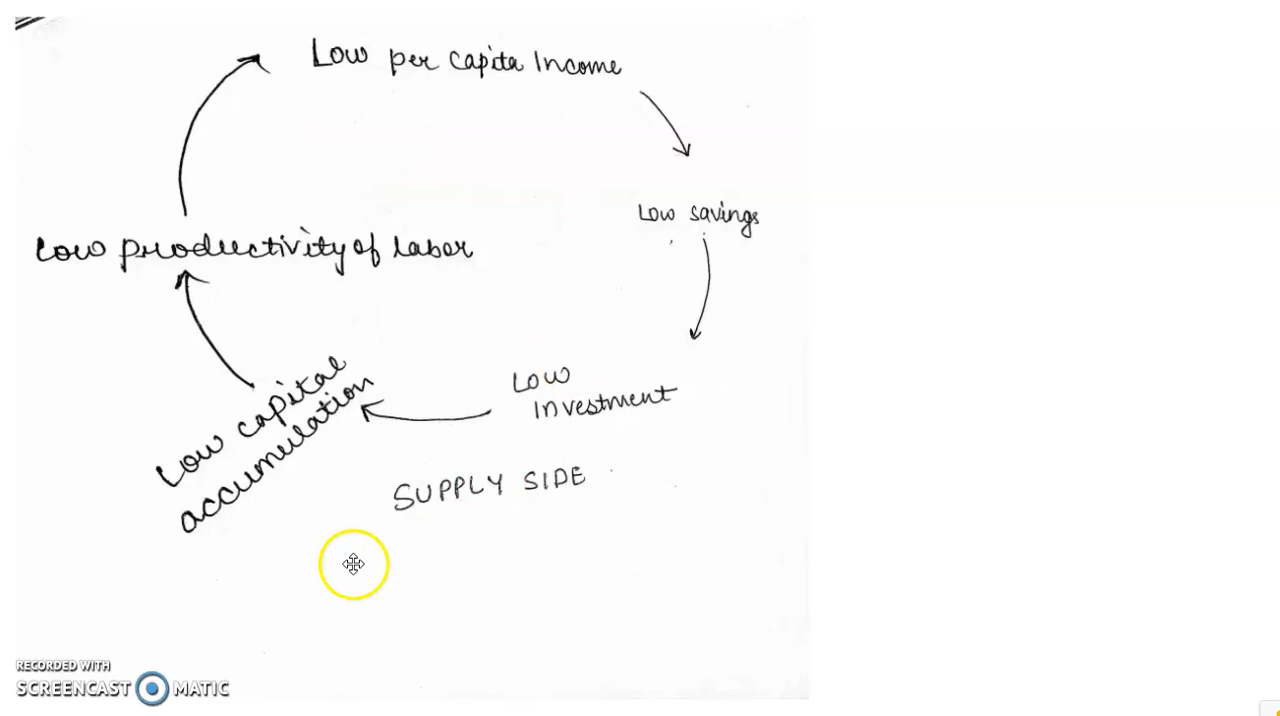 Low per capita Income
Low savings
Low productivity of labor
Low
investment
Low capital
accumulation
SUPPLY SIDE
RECORDED WITH
SCREENCAST MATIC